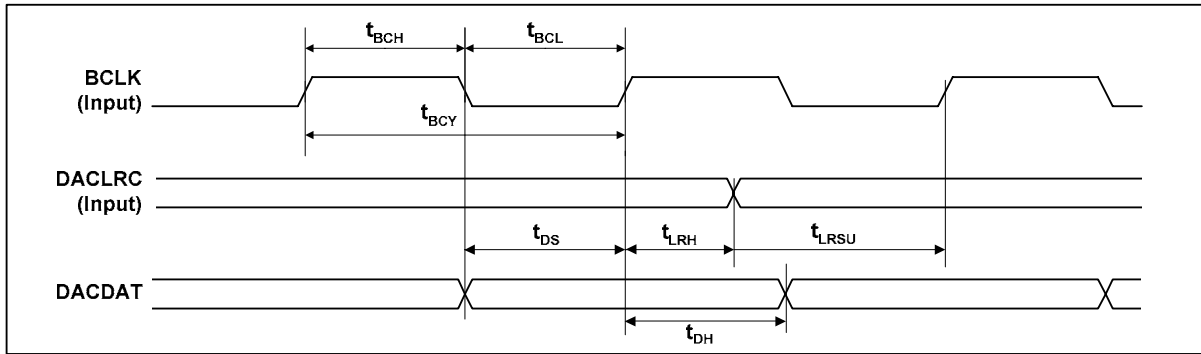 tBCH
tBCL
BCLK
(Input)
tBCY
DACLRC
(Input)
tDS
tLRH
tLRSU
DACDAT
tDH